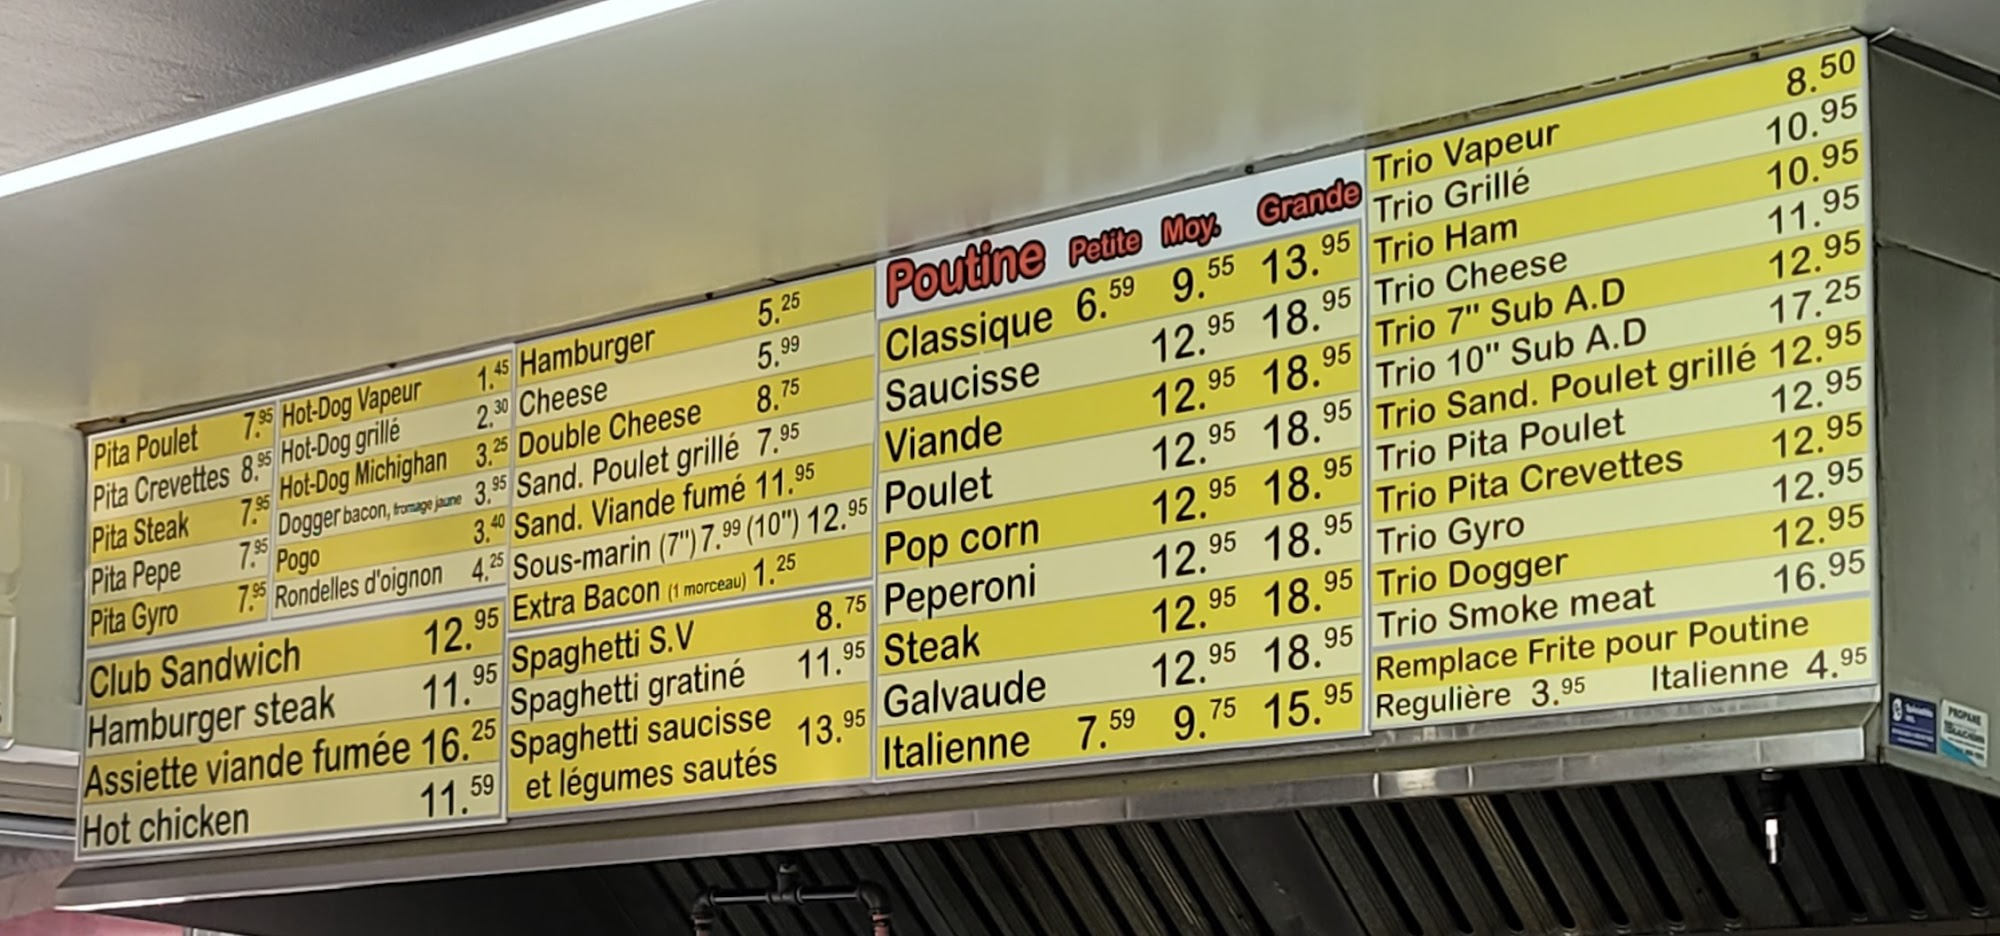 Pita Poulet 7.95
Pita Crevettes 8.95
Pita Steak 7.95
Pita Pepe 7.95
Pita Gyro 7.95
Hot-Dog Vapeur 1.45
Hot-Dog grillé 2.30
Hot-Dog Michighan 3.25
Dogger bacon, fromage jaune 3.95
Pogo 3.40
Rondelles d'oignon 4.25
Club Sandwich 12.95
Hamburger steak 11.95
Assiette viande fumée 16.25
Hot chicken 11.59
Hamburger 5.25
Cheese 5.99
Double Cheese 8.75
Sand. Poulet grillé 7.95
Sand. Viande fumé 11.95
Sous-marin (7") 7.99 (10") 12.95
Extra Bacon (1 morceau) 1.25
Spaghetti S.V 8.75
Spaghetti gratiné 11.95
Spaghetti saucisse 13.95
et légumes sautés
Poutine Petite Moy. Grande
Classique 6.59 9.55 13.95
Saucisse 12.95 18.95
Viande 12.95 18.95
Poulet 12.95 18.95
Pop corn 12.95 18.95
Peperoni 12.95 18.95
Steak 12.95 18.95
Galvaude 12.95 18.95
Italienne 7.59 9.75 15.95
Trio Vapeur 8.50
Trio Grillé 10.95
Trio Ham 10.95
Trio Cheese 11.95
Trio 7" Sub A.D 12.95
Trio 10" Sub A.D 17.25
Trio Sand. Poulet grillé 12.95
Trio Pita Poulet 12.95
Trio Pita Crevettes 12.95
Trio Gyro 12.95
Trio Dogger 12.95
Trio Smoke meat 16.95
Remplace Frite pour Poutine
Regulière 3.95 Italienne 4.95
PROPANE